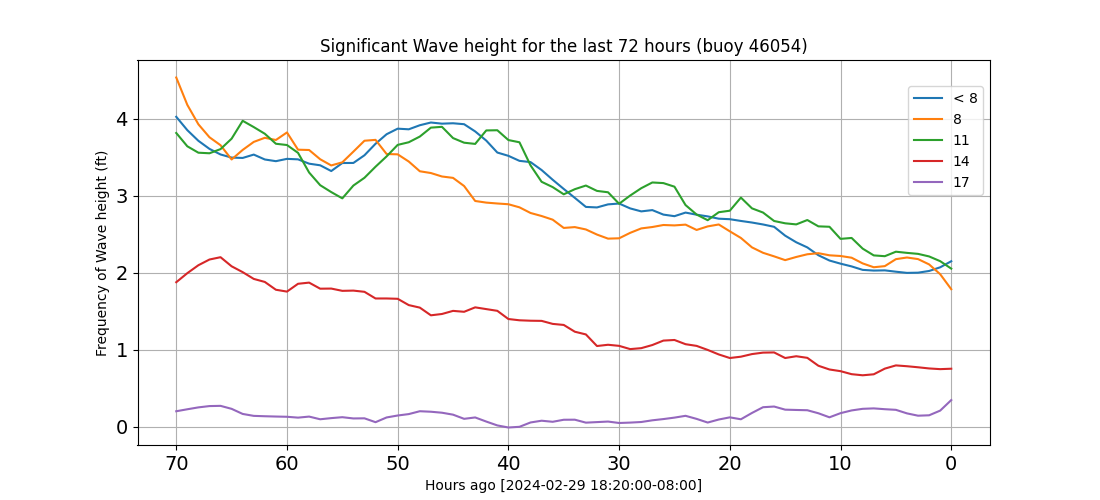 Significant Wave height for the last 72 hours (buoy 46054)
Frequency of Wave height (ft)
4
3
2
1
0
< 8
8
11
14
17
70 60 50 40 30 20 10 0
Hours ago [2024-02-29 18:20:00-08:00]